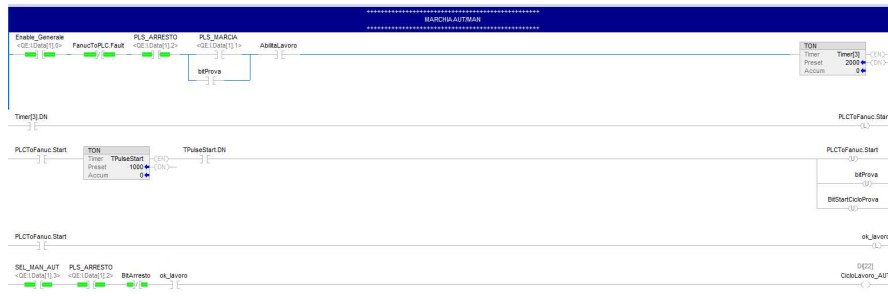 ++++++++++++++++++++++++++++++++++++++++++++++++
MARCHIA AUT/MAN
++++++++++++++++++++++++++++++++++++++++++++++++
Enable_Generale
<QE:I.Data[1].0>
FanucToPLC.Fault
PLS_ARRESTO
<QE:I.Data[1].2>
PLS_MARCIA
<QE:I.Data[1].1>
AbilitaLavoro
bitProva
TON
Timer Timer[3]
Preset 2000
Accum 0
(EN)
(DN)
Timer[3].DN
PLCToFanuc.Star
(L)
PLCToFanuc.Start
TON
Timer TPulseStart
Preset 1000
Accum 0
(EN)
(DN)
TPulseStart.DN
PLCToFanuc.Start
(U)
bitProva
(U)
BitStartCicloProva
(U)
PLCToFanuc.Start
ok_lavoro
(L)
SEL_MAN_AUT
<QE:I.Data[1].3>
PLS_ARRESTO
<QE:I.Data[1].2>
BitArresto
ok_lavoro
DI[22]
CicloLavoro_AUT